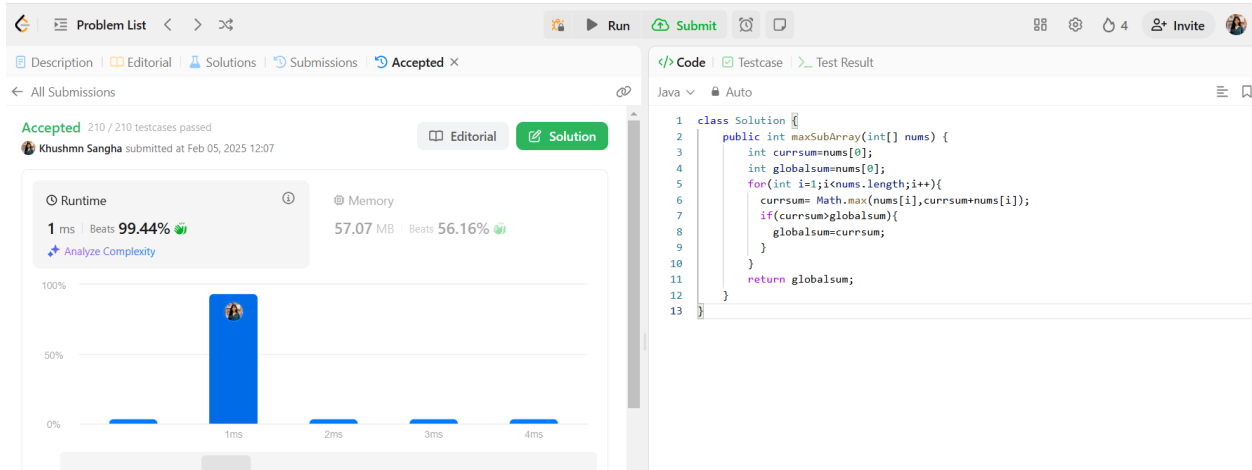 Problem List
Run
Submit
4
Invite
Description
Editorial
Solutions
Submissions
Accepted
All Submissions
Accepted 210 / 210 testcases passed
Khushmn Sangha submitted at Feb 05, 2025 12:07
Editorial
Solution
Runtime
1 ms Beats 99.44%
Analyze Complexity
Memory
57.07 MB Beats 56.16%
100%
50%
0%
1ms
2ms
3ms
4ms
</> Code
Testcase
>_ Test Result
Java
Auto
1 class Solution {
2 public int maxSubArray(int[] nums) {
3 int currsum=nums[0];
4 int globalsum=nums[0];
5 for(int i=1;i<nums.length;i++){
6 currsum= Math.max(nums[i],currsum+nums[i]);
7 if(currsum>globalsum){
8 globalsum=currsum;
9 }
10 }
11 return globalsum;
12 }
13 }